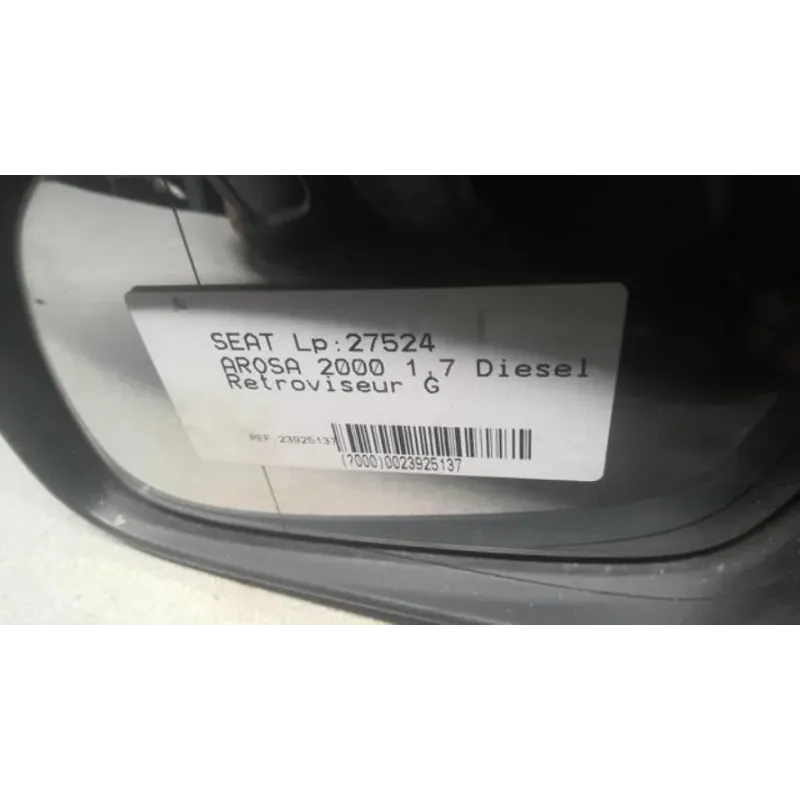 SEAT Lp:27524
AROSA 2000 1.7 Diesel
Retroviseur G
REF 23925137
(?000)0023925137